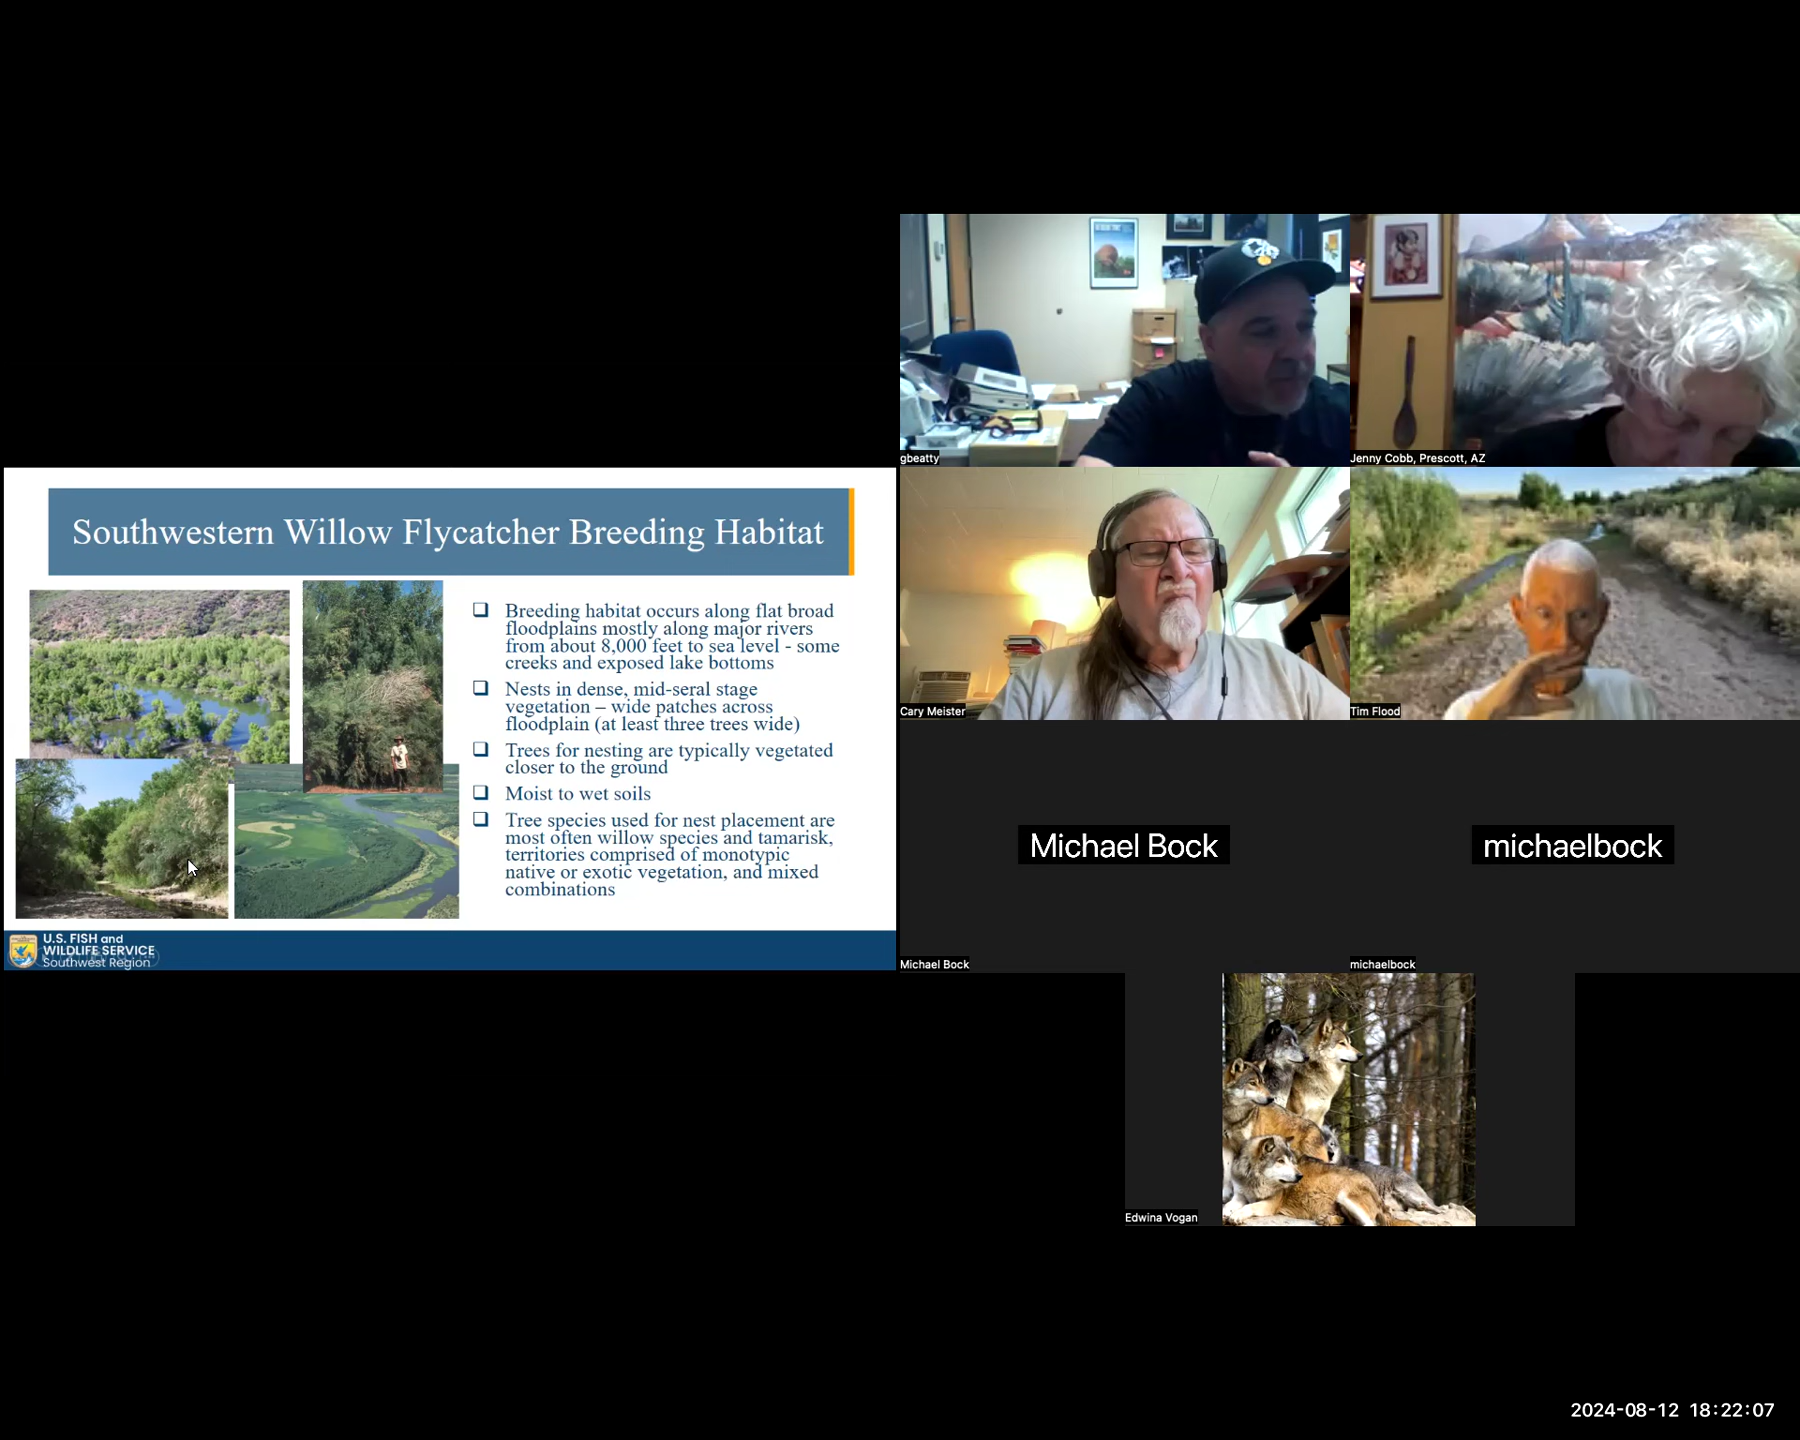 Southwestern Willow Flycatcher Breeding Habitat
Breeding habitat occurs along flat broad
floodplains mostly along major rivers
from about 8,000 feet to sea level - some
creeks and exposed lake bottoms
Nests in dense, mid-seral stage
vegetation – wide patches across
floodplain (at least three trees wide)
Trees for nesting are typically vegetated
closer to the ground
Moist to wet soils
Tree species used for nest placement are
most often willow species and tamarisk,
territories comprised of monotypic
native or exotic vegetation, and mixed
combinations
U.S. FISH and
WILDLIFE SERVICE
Southwest Region
gbeatty
Jenny Cobb, Prescott, AZ
Cary Meister
Tim Flood
Michael Bock
michaelbock
Michael Bock
michaelbock
Edwina Vogan
2024-08-12 18:22:07